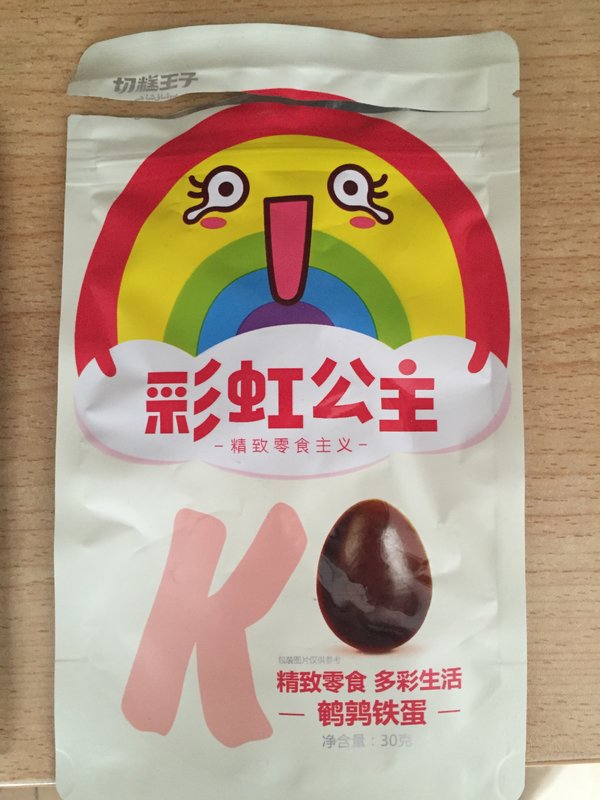 切糕王子
彩虹公主
-精致零食主义-
K
包装图片仅供参考
精致零食 多彩生活
— 鹌鹑铁蛋 —
净含量：30克